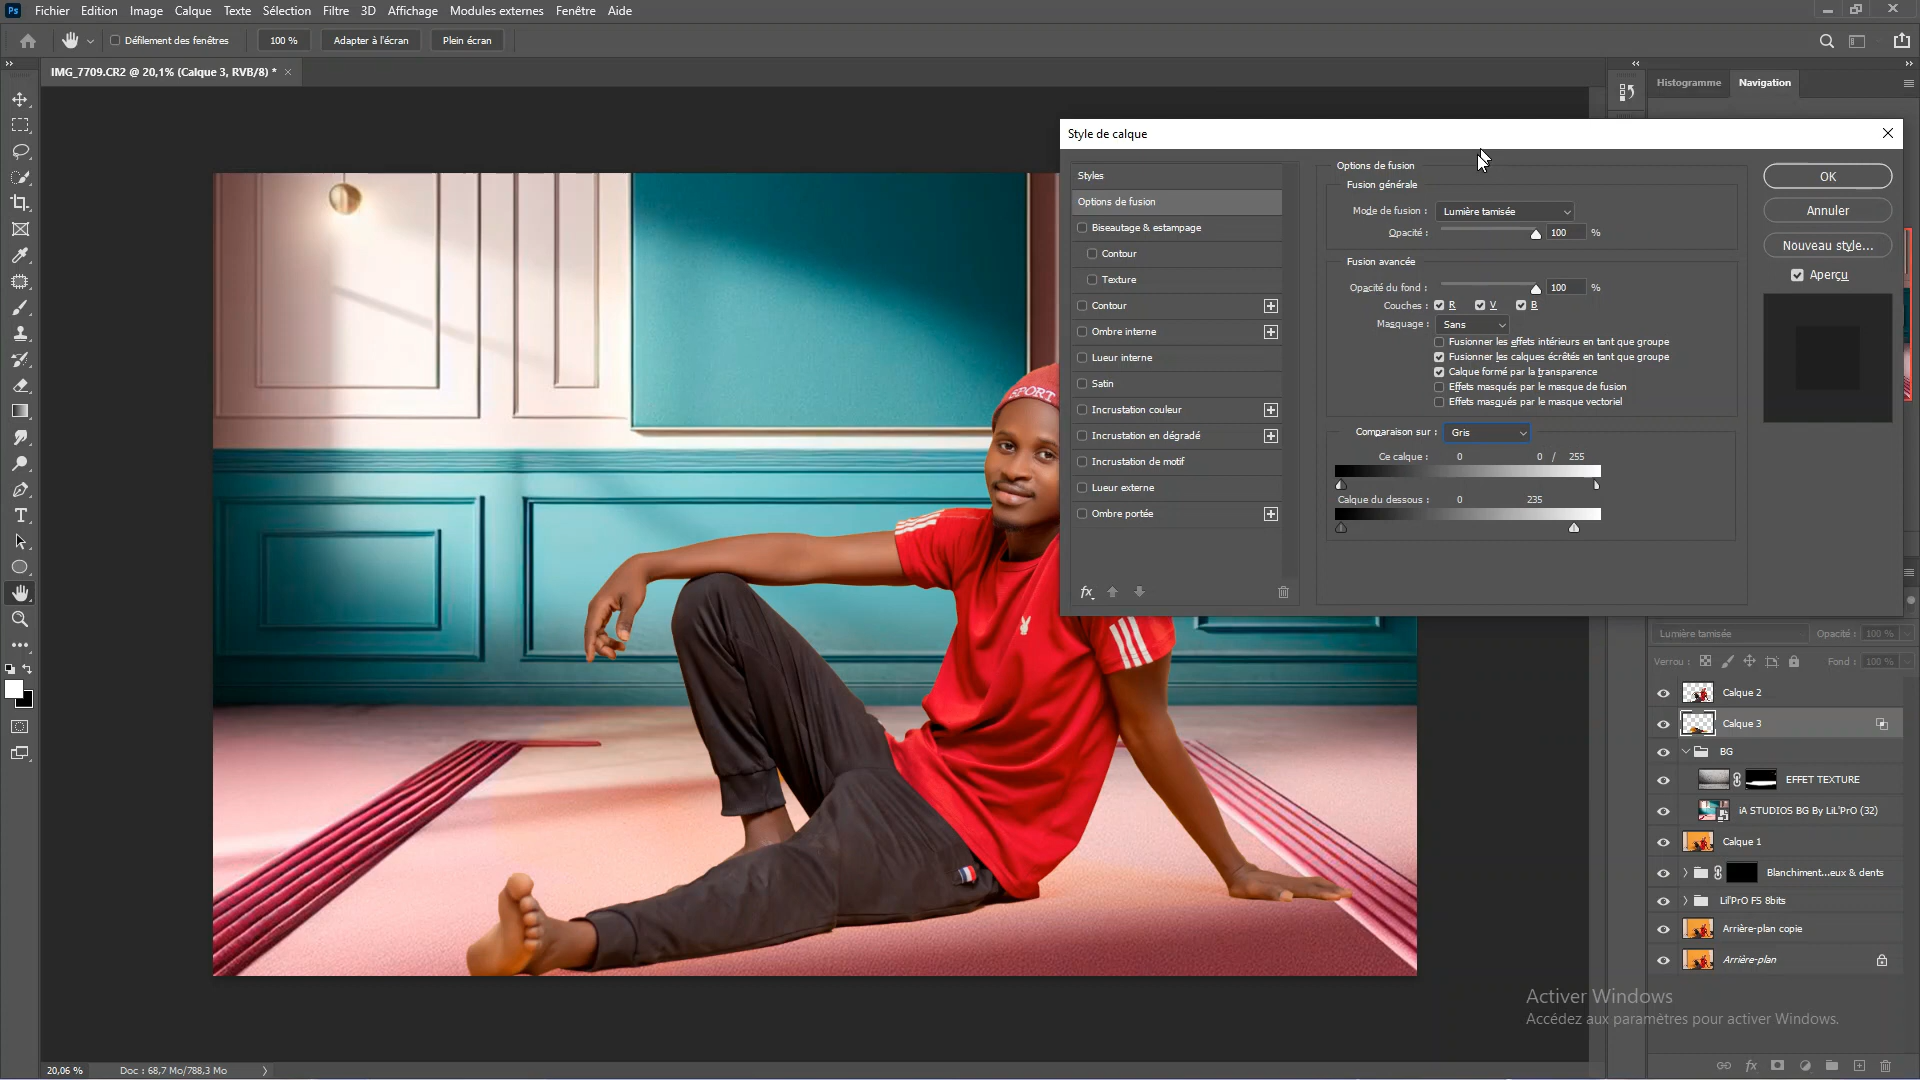 Ps Fichier Edition Image Calque Texte Sélection Filtre 3D Affichage Modules externes Fenêtre Aide
Défilement des fenêtres 100 % Adapter à l'écran Plein écran
IMG_7709.CR2 @ 20,1% (Calque 3, RVB/8) * ×
Histogramme Navigation
Style de calque
Styles
Options de fusion
Biseautage & estampage
Contour
Texture
Contour
Ombre interne
Lueur interne
Satin
Incrustation couleur
Incrustation en dégradé
Incrustation de motif
Lueur externe
Ombre portée
fx
Options de fusion
Fusion générale
Mode de fusion : Lumière tamisée
Opacité : 100 %
Fusion avancée
Opacité du fond : 100 %
Couches : R V B
Masquage : Sans
Fusionner les effets intérieurs en tant que groupe
Fusionner les calques écrêtés en tant que groupe
Calque formé par la transparence
Effets masqués par le masque de fusion
Effets masqués par le masque vectoriel
Comparaison sur : Gris
Ce calque : 0 0 / 255
Calque du dessous : 0 235
OK
Annuler
Nouveau style...
Aperçu
SPORT
Lumière tamisée Opacité : 100 %
Verrou : Fond : 100 %
Calque 2
Calque 3
BG
EFFET TEXTURE
iA STUDIOS BG By LiL'PrO (32)
Calque 1
Blanchiment...eux & dents
Lil'PrO FS 8bits
Arrière-plan copie
Arrière-plan
Activer Windows
Accédez aux paramètres pour activer Windows.
fx
20,06 % Doc : 68,7 Mo/788,3 Mo